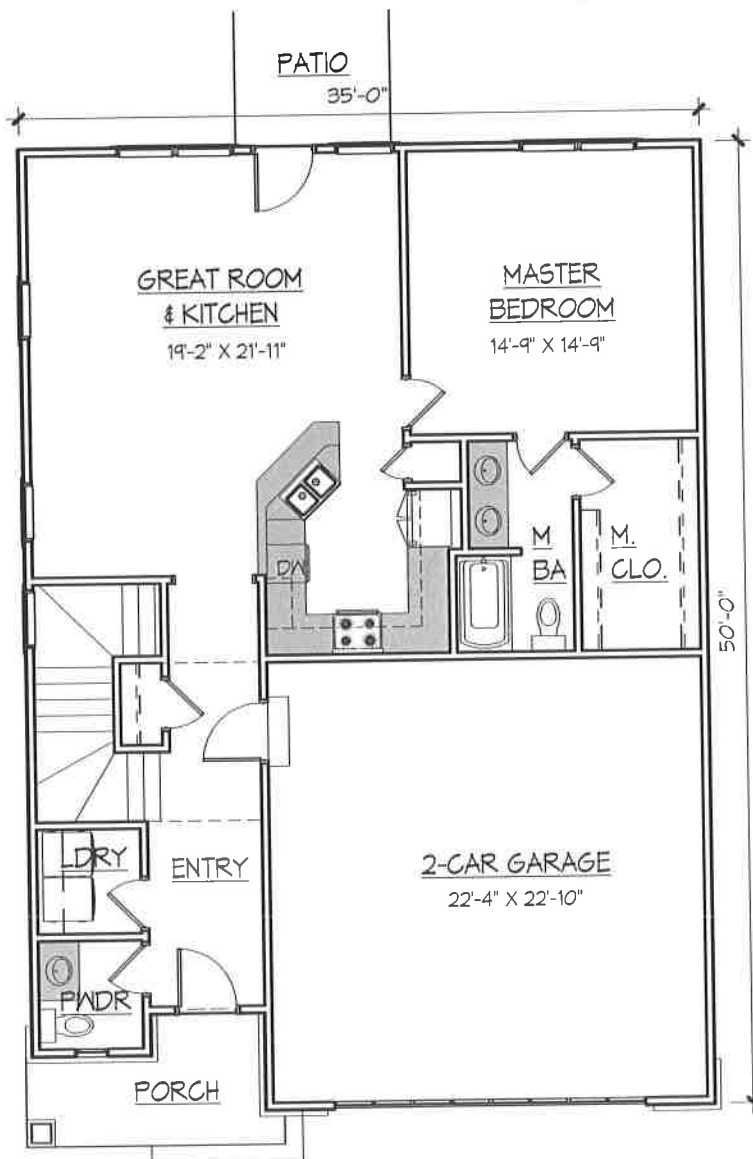 PATIO
35'-0"
GREAT ROOM
& KITCHEN
19'-2" X 21'-11"
MASTER
BEDROOM
14'-9" X 14'-9"
DW
M
BA
M.
CLO.
50'-0"
LDRY
ENTRY
2-CAR GARAGE
22'-4" X 22'-10"
PWDR
PORCH